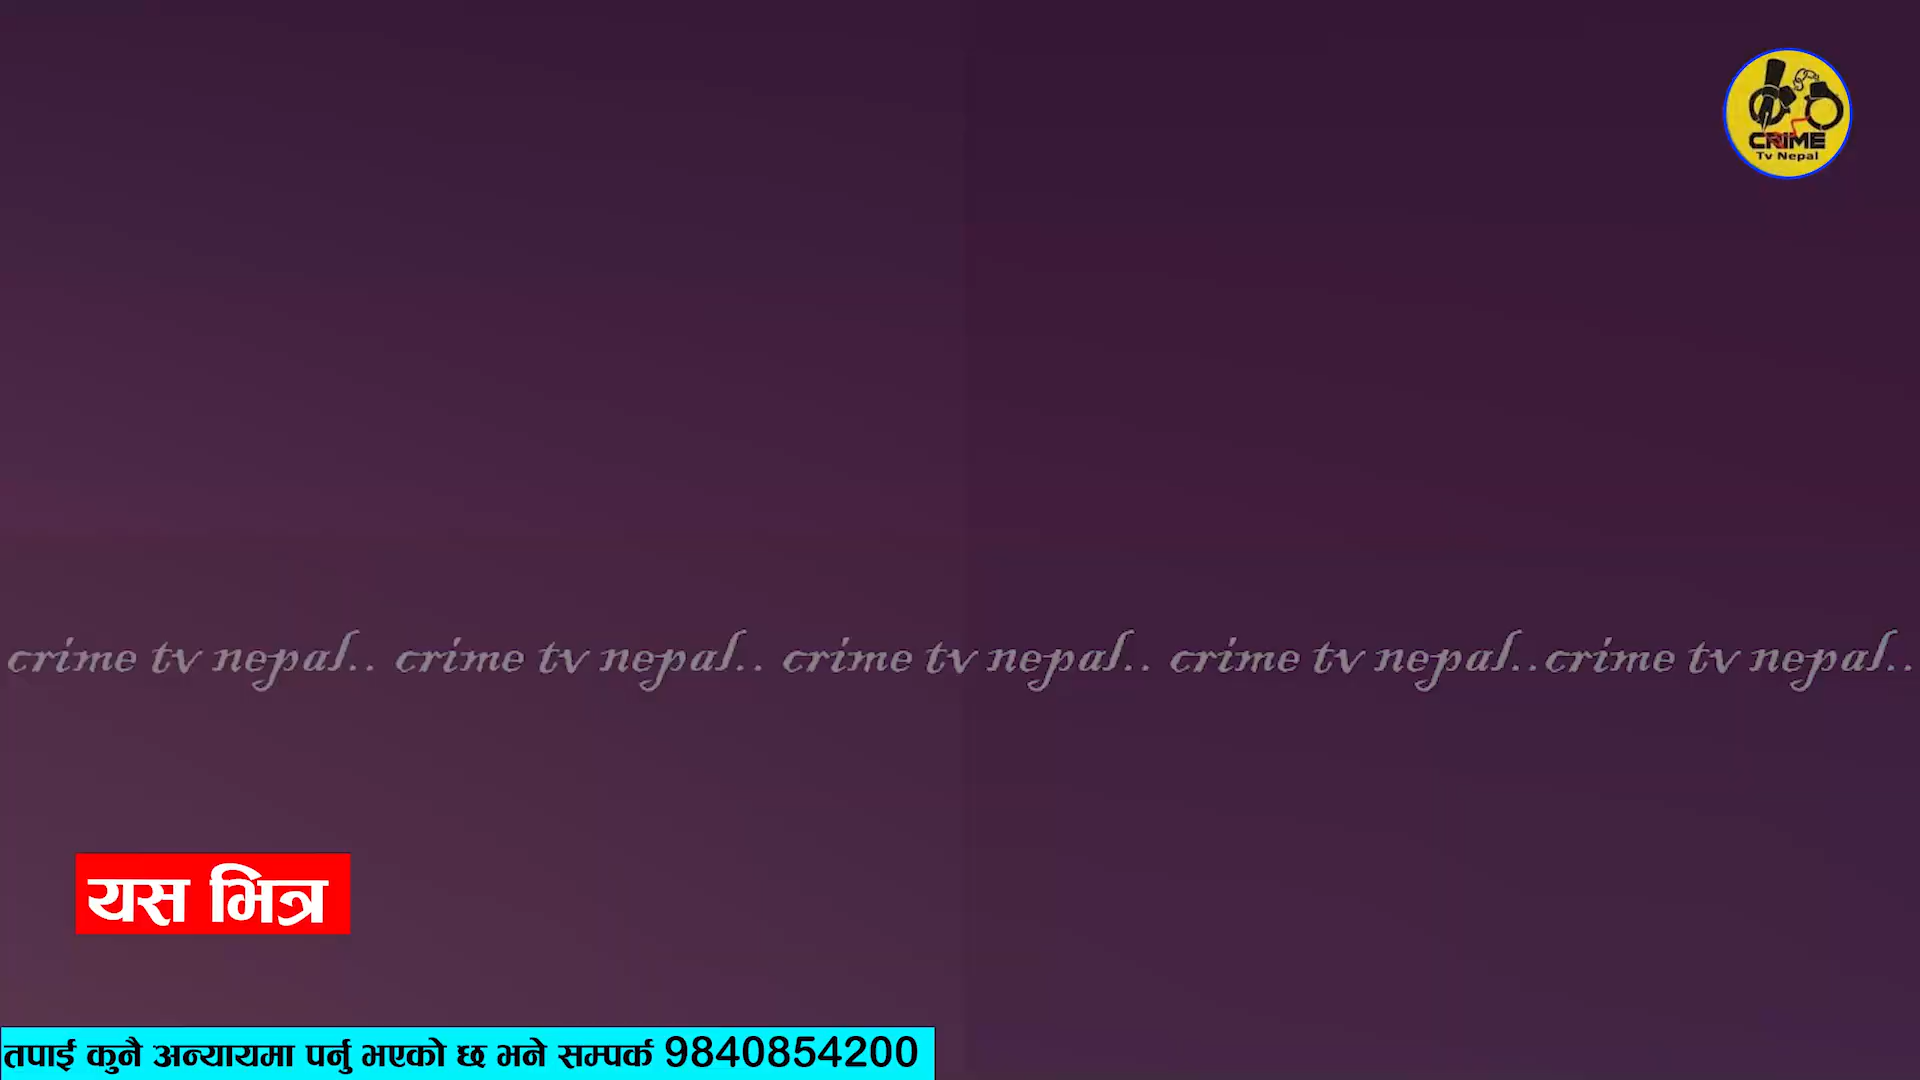 CRIME
Tv Nepal
crime tv nepal.. crime tv nepal.. crime tv nepal.. crime tv nepal..crime tv nepal..
यस भित्र
तपाई कुनै अन्यायमा पर्नु भएको छ भने सम्पर्क 9840854200